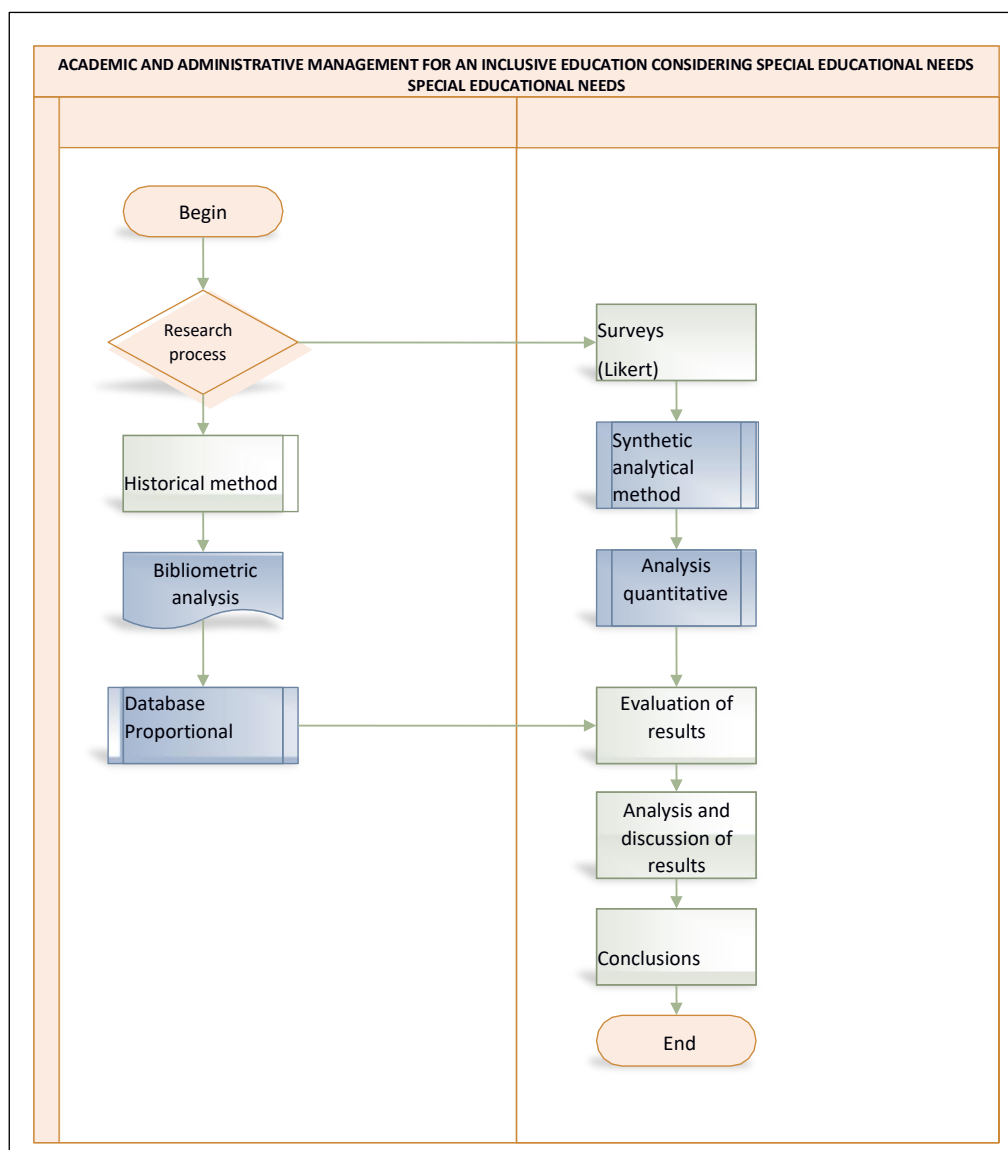 ACADEMIC AND ADMINISTRATIVE MANAGEMENT FOR AN INCLUSIVE EDUCATION CONSIDERING SPECIAL EDUCATIONAL NEEDS
SPECIAL EDUCATIONAL NEEDS
Begin
Research
process
Historical method
Bibliometric
analysis
Database
Proportional
Surveys
(Likert)
Synthetic
analytical
method
Analysis
quantitative
Evaluation of
results
Analysis and
discussion of
results
Conclusions
End